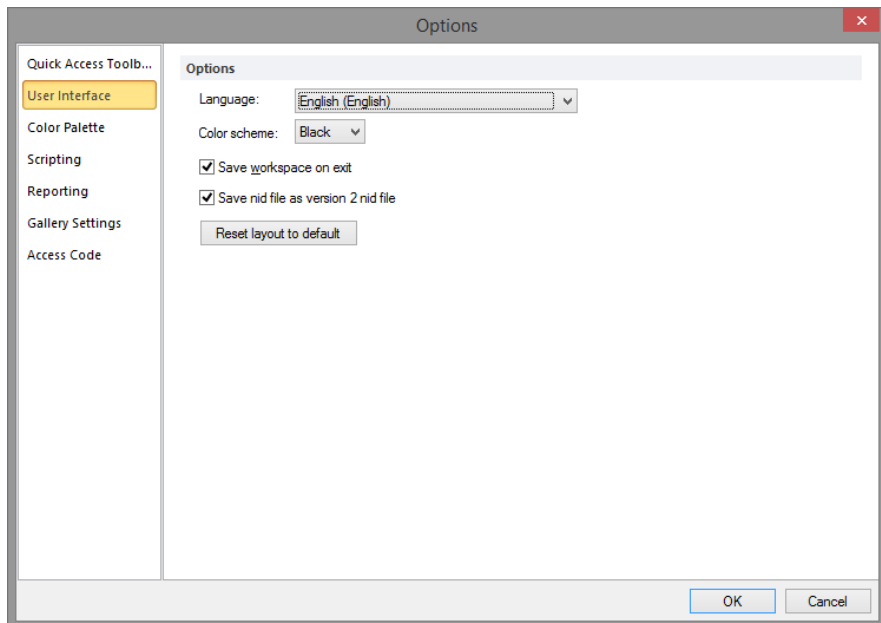 Options
Quick Access Toolb...
User Interface
Color Palette
Scripting
Reporting
Gallery Settings
Access Code
Options
Language: English (English)
Color scheme: Black
Save workspace on exit
Save nid file as version 2 nid file
Reset layout to default
OK Cancel